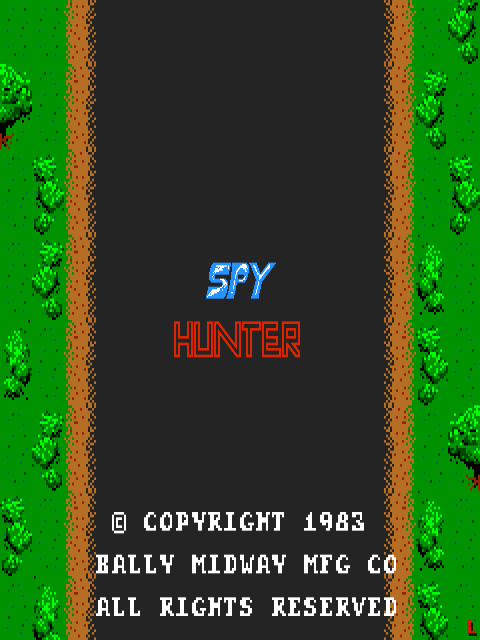 SPY
HUNTER
© COPYRIGHT 1983
BALLY MIDWAY MFG CO
ALL RIGHTS RESERVED
L